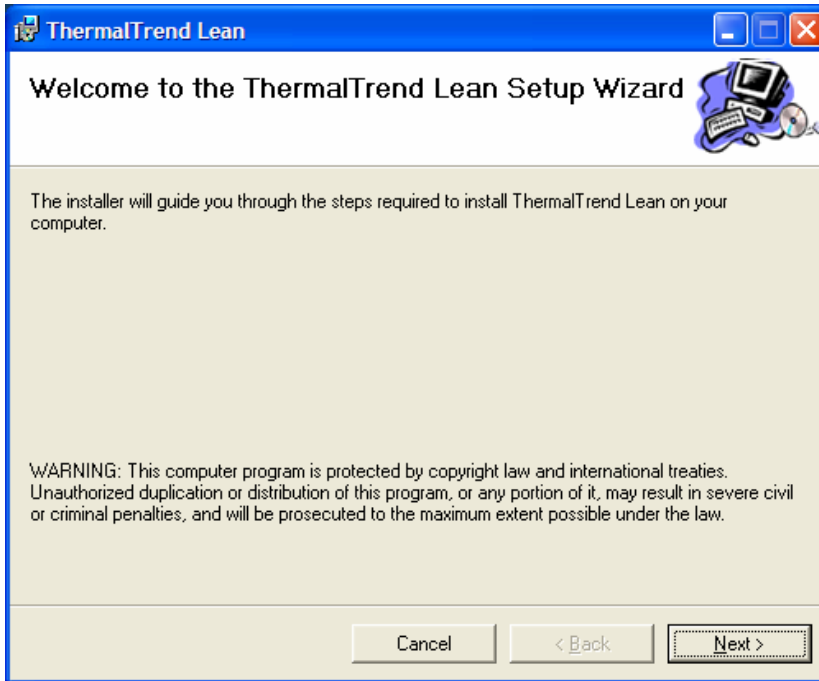 ThermalTrend Lean
Welcome to the ThermalTrend Lean Setup Wizard
The installer will guide you through the steps required to install ThermalTrend Lean on your
computer.
WARNING: This computer program is protected by copyright law and international treaties.
Unauthorized duplication or distribution of this program, or any portion of it, may result in severe civil
or criminal penalties, and will be prosecuted to the maximum extent possible under the law.
Cancel < Back Next >